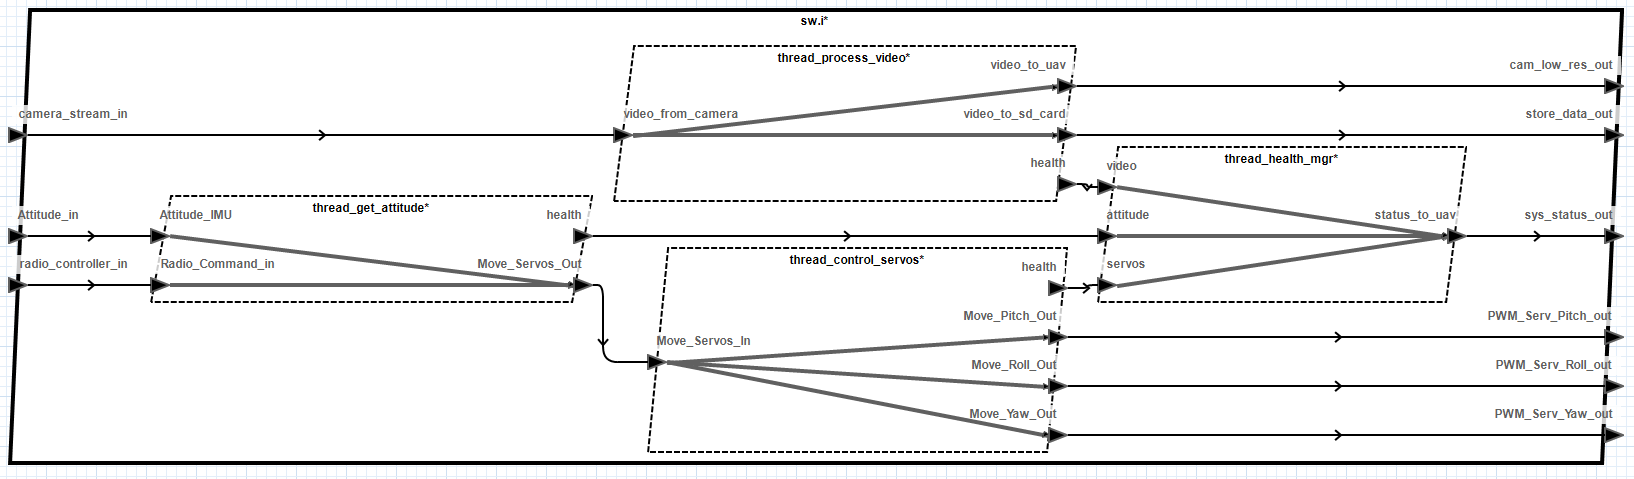 sw.i*
thread_process_video*
video_to_uav
cam_low_res_out
camera_stream_in
video_from_camera
video_to_sd_card
store_data_out
health
video
thread_health_mgr*
Attitude_in
Attitude_IMU
thread_get_attitude*
health
attitude
status_to_uav
sys_status_out
radio_controller_in
Radio_Command_in
Move_Servos_Out
thread_control_servos*
health
servos
Move_Pitch_Out
PWM_Serv_Pitch_out
Move_Servos_In
Move_Roll_Out
PWM_Serv_Roll_out
Move_Yaw_Out
PWM_Serv_Yaw_out